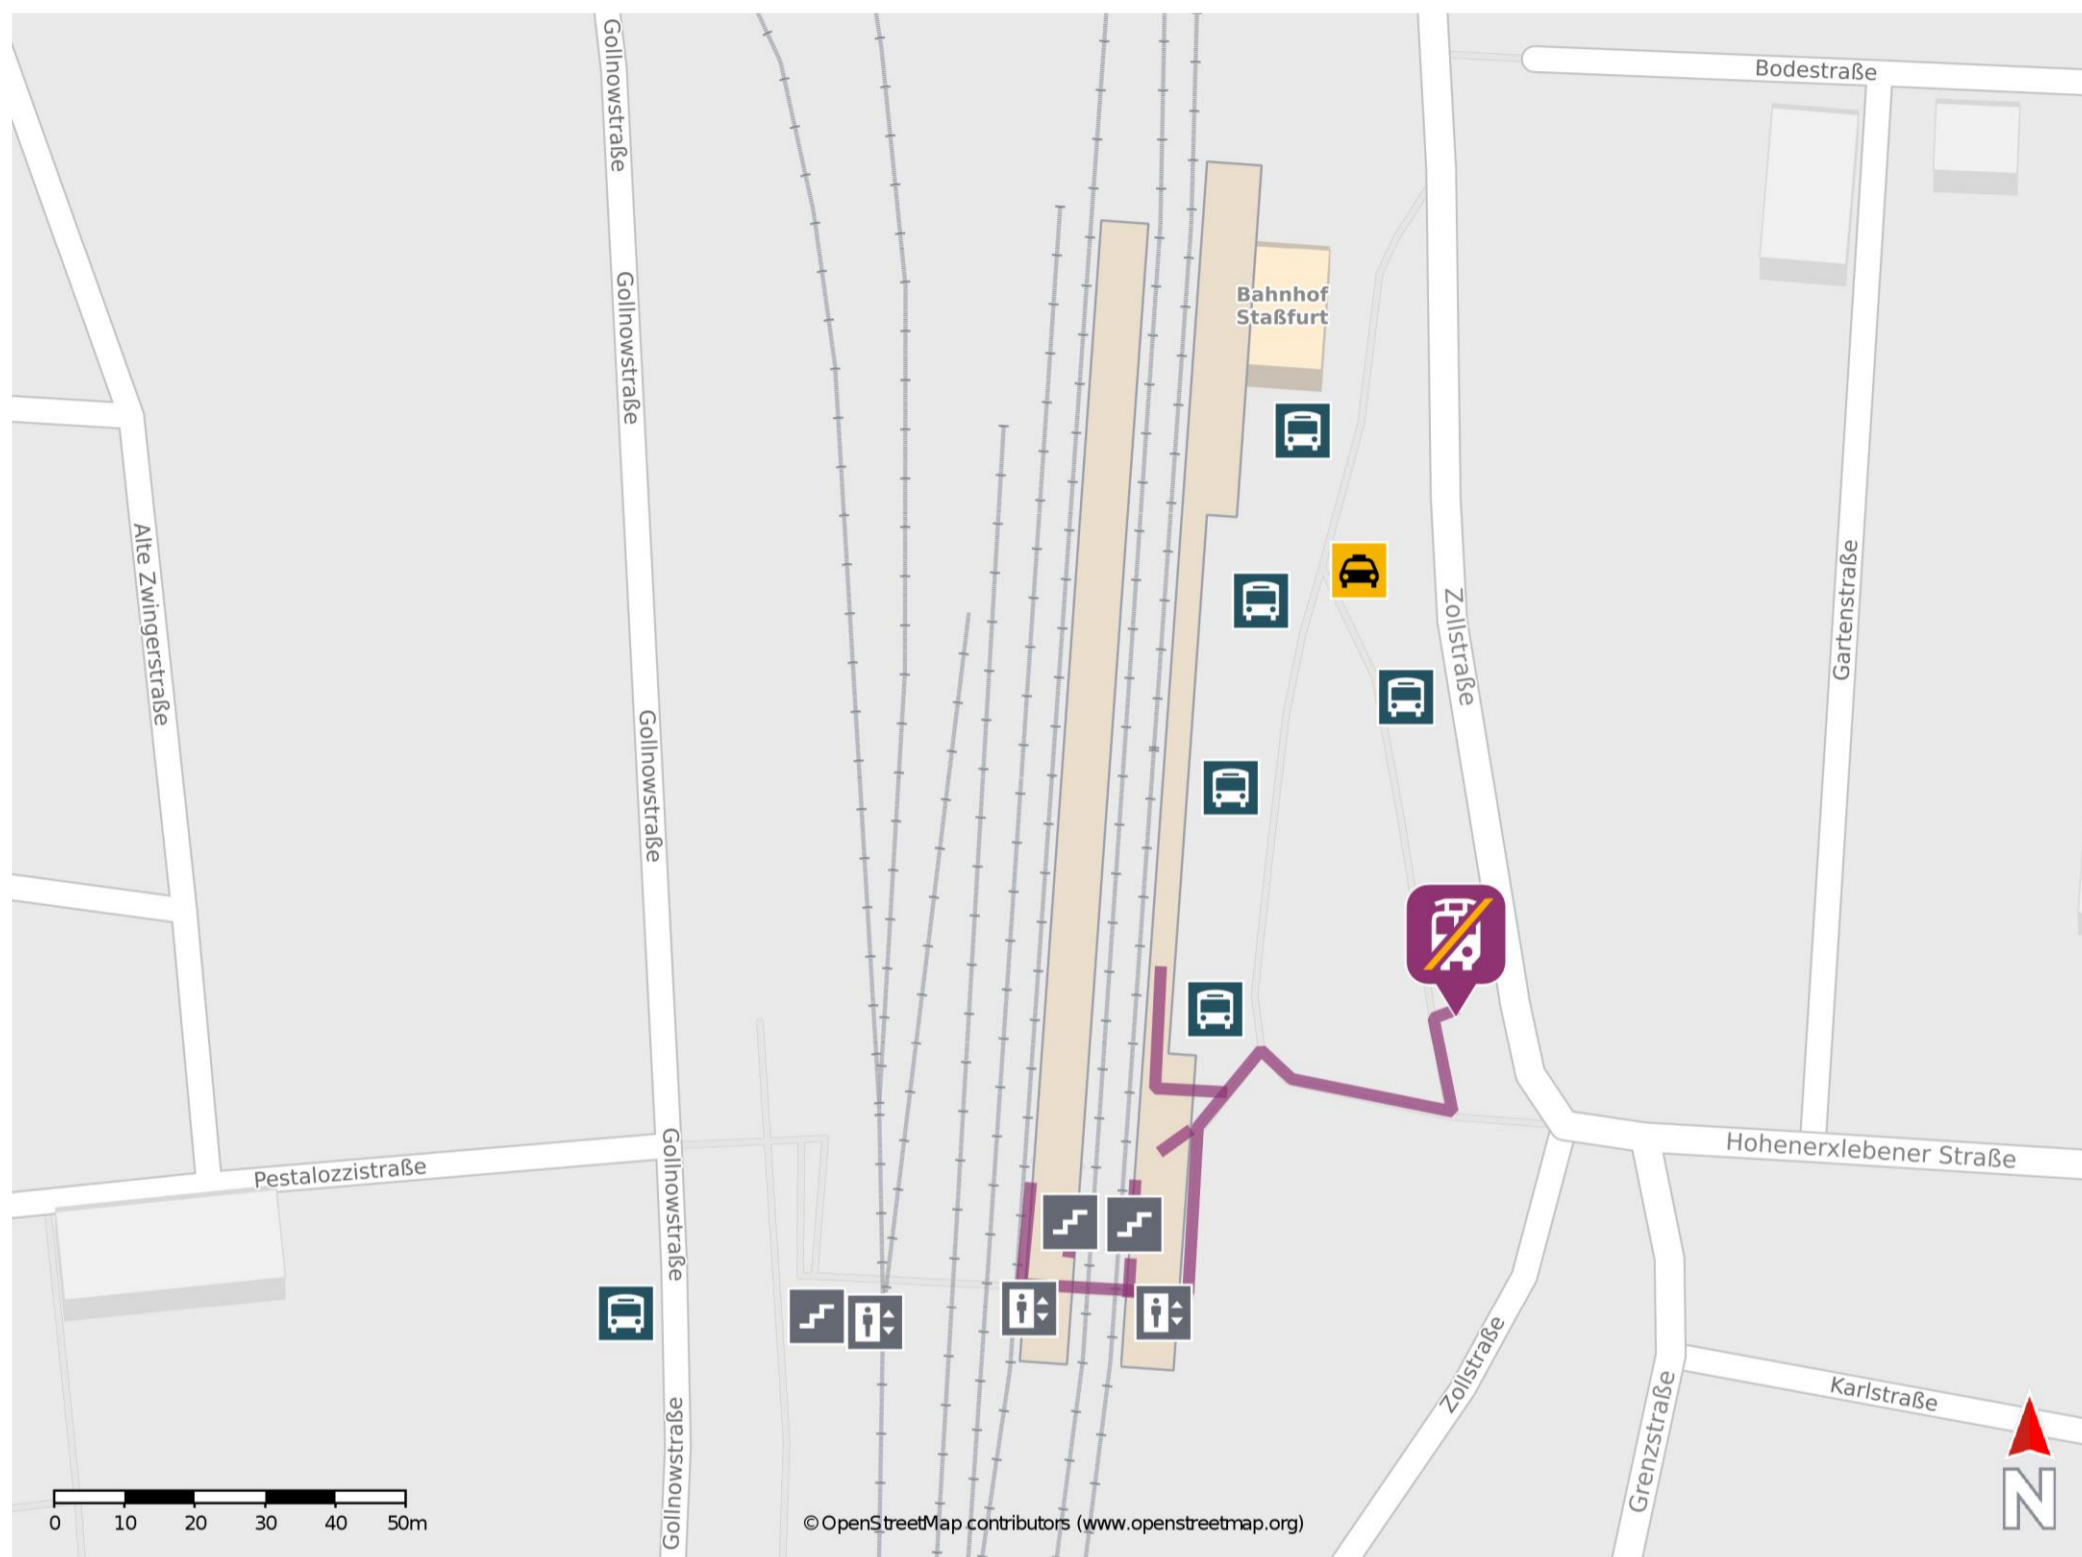 Gollnowstraße
Bodestraße
Gollnowstraße
Bahnhof
Staßfurt
Alte Zwingerstraße
Zollstraße
Gartenstraße
Gollnowstraße
Gollnowstraße
Pestalozzistraße
Hohenerxlebener Straße
Zollstraße
Karlstraße
Grenzstraße
Gollnowstraße
0 10 20 30 40 50m
© OpenStreetMap contributors (www.openstreetmap.org)
N